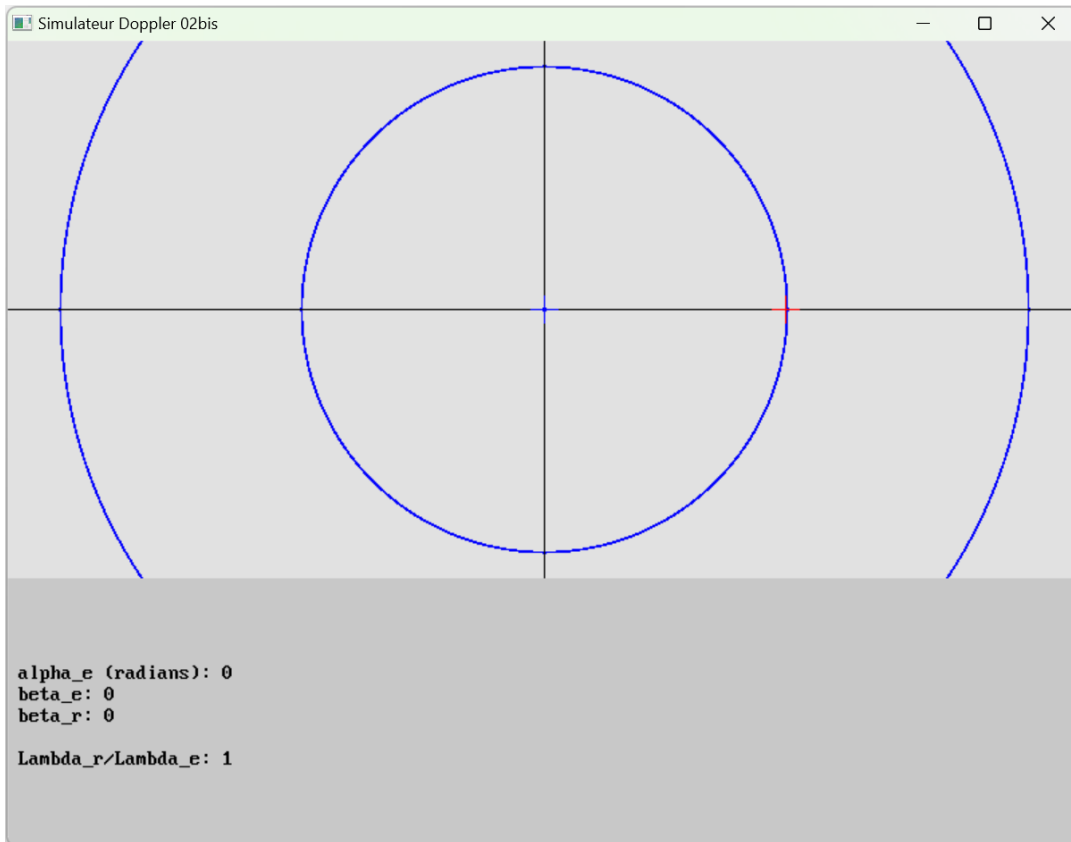 Simulateur Doppler 02bis
alpha_e (radians): 0
beta_e: 0
beta_r: 0
Lambda_r/Lambda_e: 1